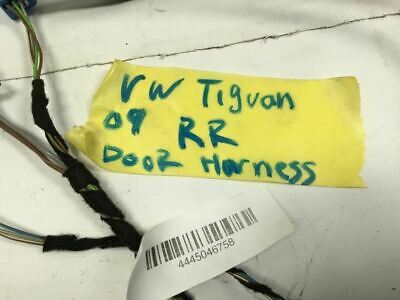 VW Tiguan
09 RR
Door Harness
4445046758